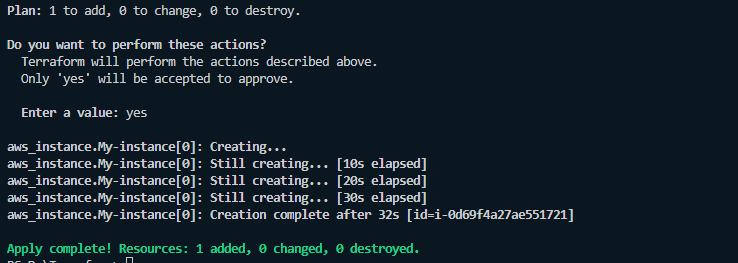 Plan: 1 to add, 0 to change, 0 to destroy.
Do you want to perform these actions?
Terraform will perform the actions described above.
Only 'yes' will be accepted to approve.
Enter a value: yes
aws_instance.My-instance[0]: Creating...
aws_instance.My-instance[0]: Still creating... [10s elapsed]
aws_instance.My-instance[0]: Still creating... [20s elapsed]
aws_instance.My-instance[0]: Still creating... [30s elapsed]
aws_instance.My-instance[0]: Creation complete after 32s [id=i-0d69f4a27ae551721]
Apply complete! Resources: 1 added, 0 changed, 0 destroyed.